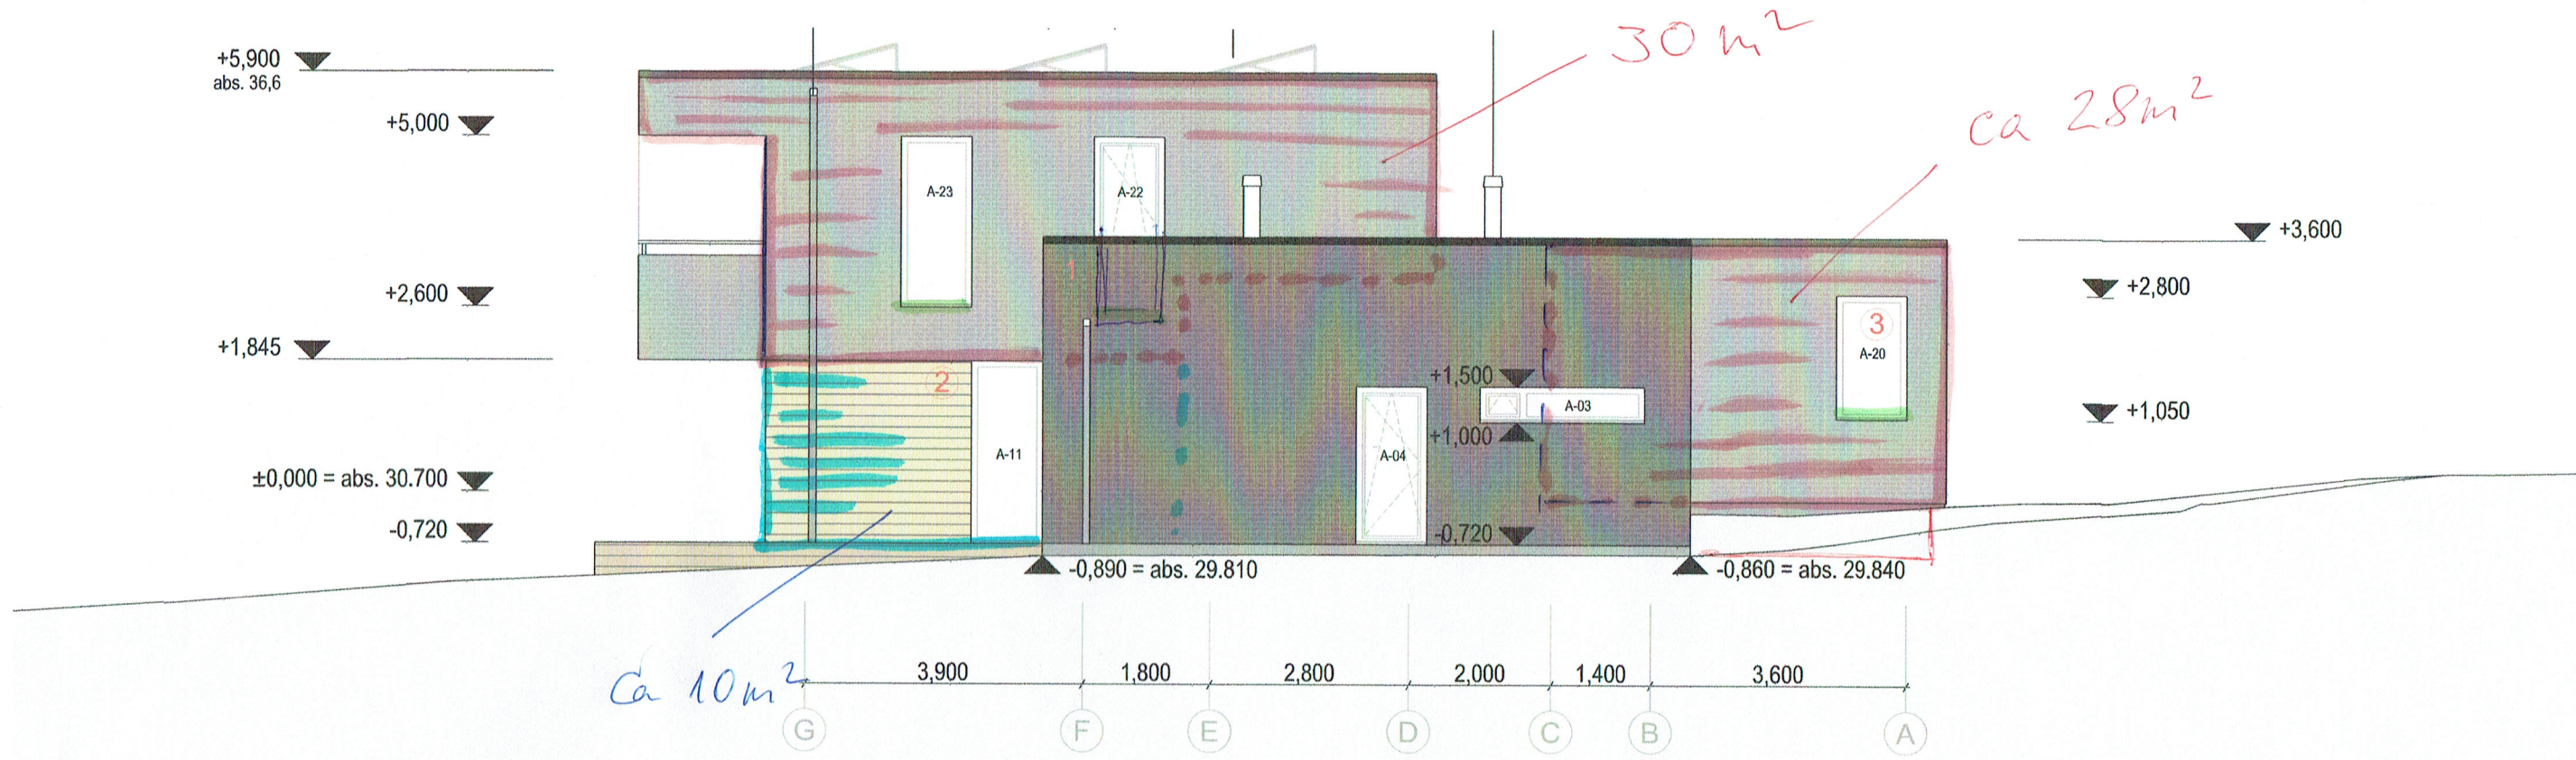 30 m²
ca 28m²
+5,900
abs. 36,6
+5,000
A-23
A-22
+3,600
+2,600
1
+2,800
+1,845
3
A-20
2
+1,500
A-03
+1,050
+1,000
A-11
A-04
±0,000 = abs. 30.700
-0,720
-0,720
-0,890 = abs. 29.810
-0,860 = abs. 29.840
ca 10 m²
3,900
1,800
2,800
2,000
1,400
3,600
G
F
E
D
C
B
A